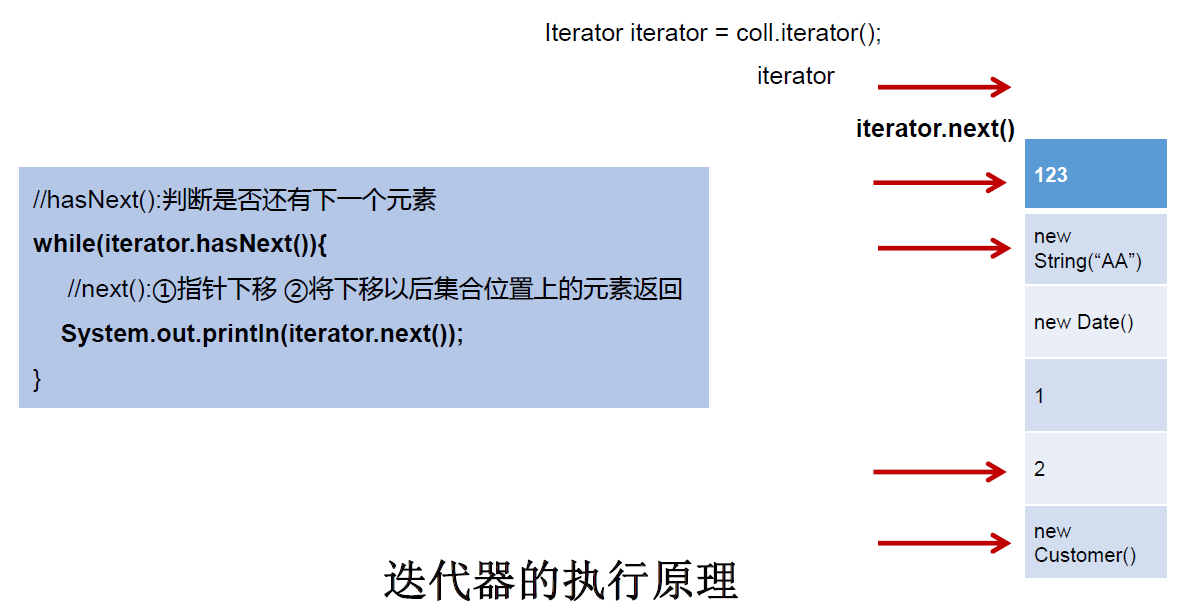 Iterator iterator = coll.iterator();
iterator
iterator.next()
//hasNext():判断是否还有下一个元素
while(iterator.hasNext()){
//next():①指针下移 ②将下移以后集合位置上的元素返回
System.out.println(iterator.next());
}
123
new
String(“AA”)
new Date()
1
2
new
Customer()
迭代器的执行原理